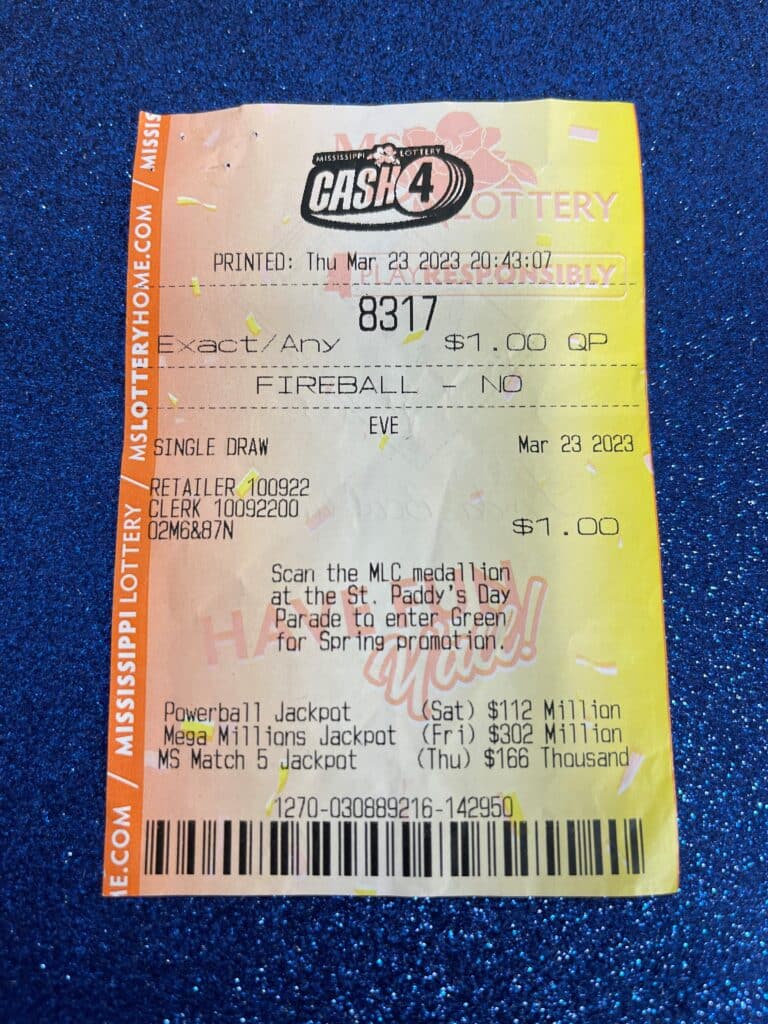 MISSISSIPPI LOTTERY
CASH 4
MS LOTTERY
PRINTED: Thu Mar 23 2023 20:43:07
PLAY RESPONSIBLY
8317
Exact/Any $1.00 QP
FIREBALL - NO
EVE
SINGLE DRAW Mar 23 2023
RETAILER 100922
CLERK 10092200
02M6&87N $1.00
Scan the MLC medallion
at the St. Paddy's Day
Parade to enter Green
for Spring promotion.
HAVE FUN
Y'all!
Powerball Jackpot (Sat) $112 Million
Mega Millions Jackpot (Fri) $302 Million
MS Match 5 Jackpot (Thu) $166 Thousand
1270-030889216-142950
ME.COM / MISSISSIPPI LOTTERY / MSLOTTERYHOME.COM / MISSIS